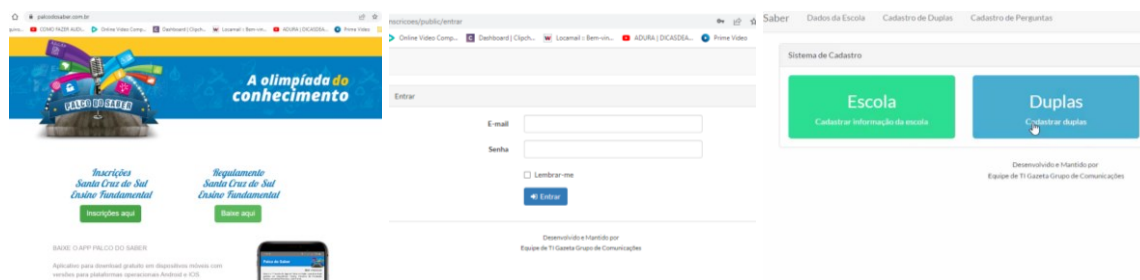 palcodosaber.com.br
COMO FAZER AUDI...
Online Video Comp...
Dashboard | Clipch...
Locamail :: Bem-vin...
ADURA | DICASDEA...
Prime Video
PALCO DO SABER
A olimpíada do
conhecimento
Inscrições
Santa Cruz do Sul
Ensino Fundamental
Inscrições aqui
Regulamento
Santa Cruz do Sul
Ensino Fundamental
Baixe aqui
BAIXE O APP PALCO DO SABER
Aplicativo para download gratuito em dispositivos móveis com
versões para plataformas operacionais Android e IOS
Palco do Saber
nscricoes/public/entrar
Online Video Comp...
Dashboard | Clipch...
Locamail :: Bem-vin...
ADURA | DICASDEA...
Prime Video
Entrar
E-mail
Senha
Lembrar-me
Entrar
Desenvolvido e Mantido por
Equipe de TI Gazeta Grupo de Comunicações
Saber
Dados da Escola
Cadastro de Duplas
Cadastro de Perguntas
Sistema de Cadastro
Escola
Cadastrar informação da escola
Duplas
Cadastrar duplas
Desenvolvido e Mantido por
Equipe de TI Gazeta Grupo de Comunicações